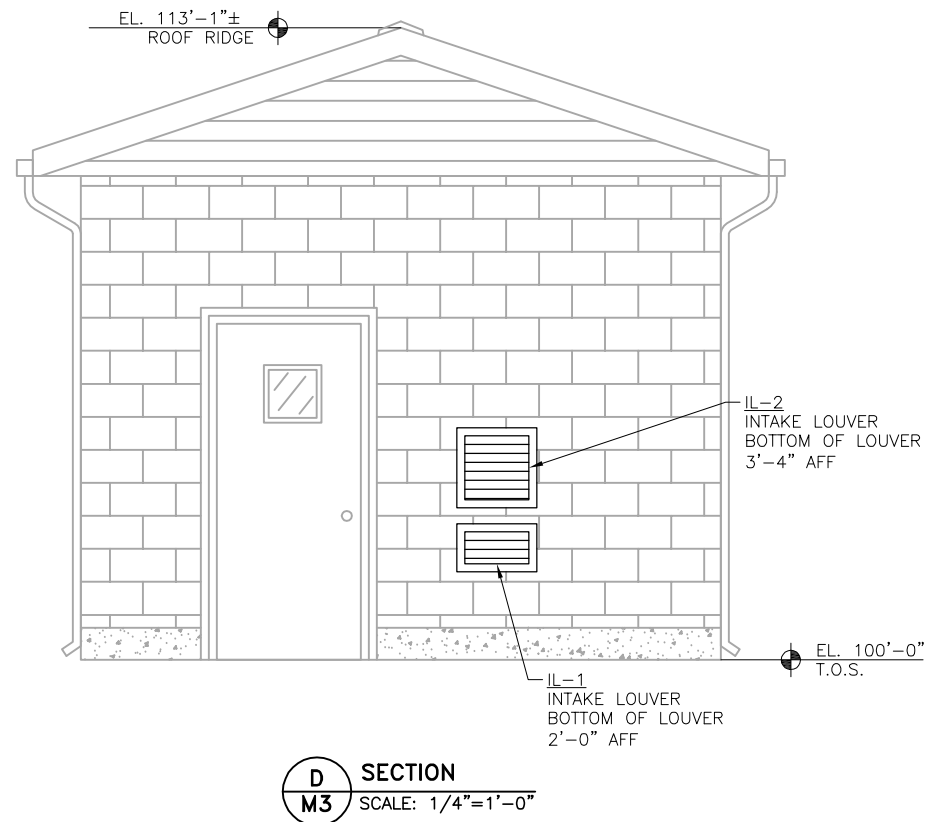 EL. 113'-1"±
ROOF RIDGE
IL-2
INTAKE LOUVER
BOTTOM OF LOUVER
3'-4" AFF
EL. 100'-0"
T.O.S.
IL-1
INTAKE LOUVER
BOTTOM OF LOUVER
2'-0" AFF
D
M3
SECTION
SCALE: 1/4"=1'-0"